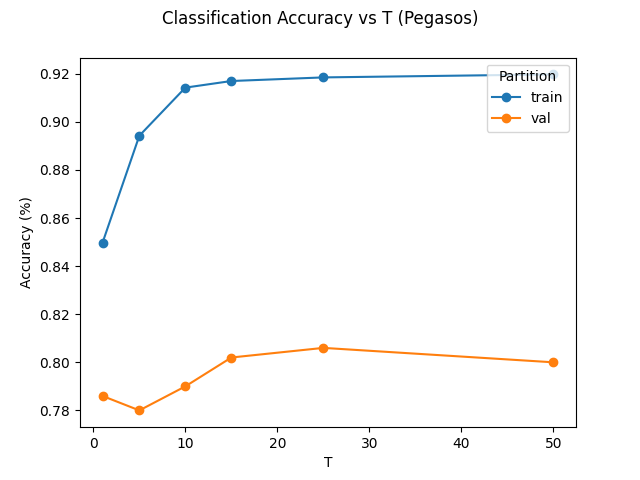 Classification Accuracy vs T (Pegasos)
Accuracy (%)
0.92
0.90
0.88
0.86
0.84
0.82
0.80
0.78
Partition
train
val
0 10 20 30 40 50
T